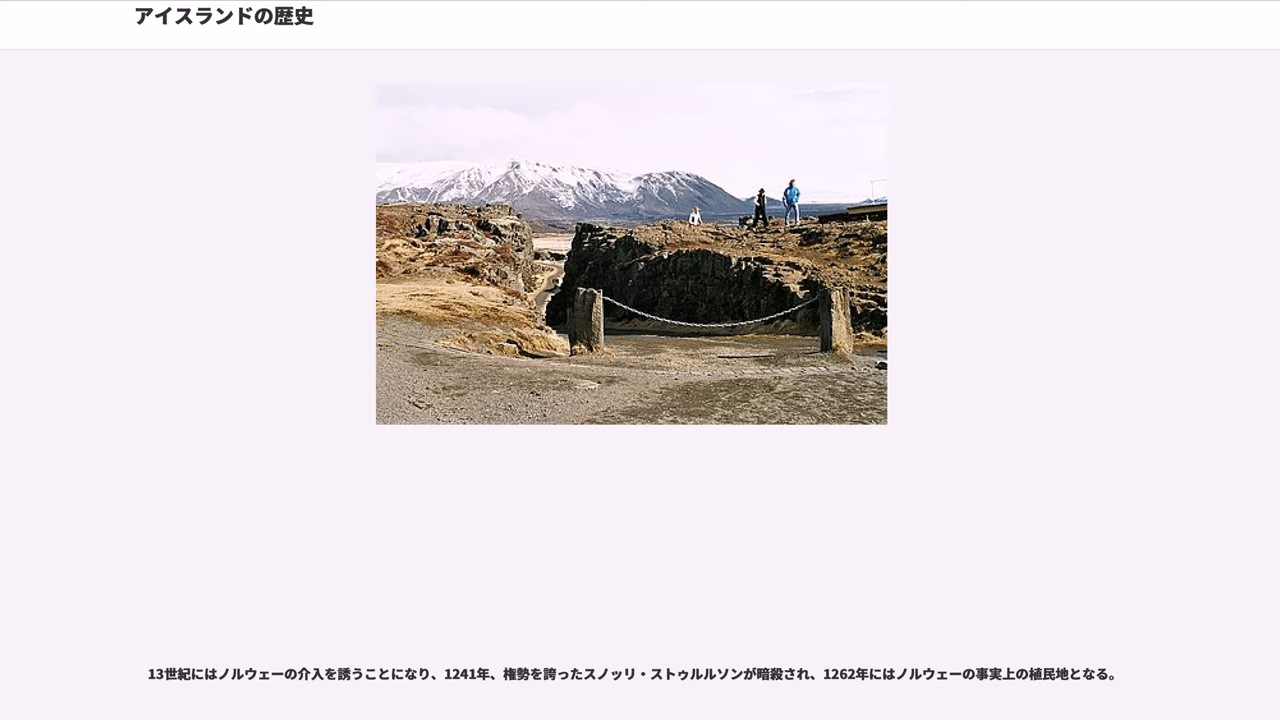 アイスランドの歴史
13世紀にはノルウェーの介入を誘うことになり、1241年、権勢を誇ったスノッリ・ストゥルルソンが暗殺され、1262年にはノルウェーの事実上の植民地となる。